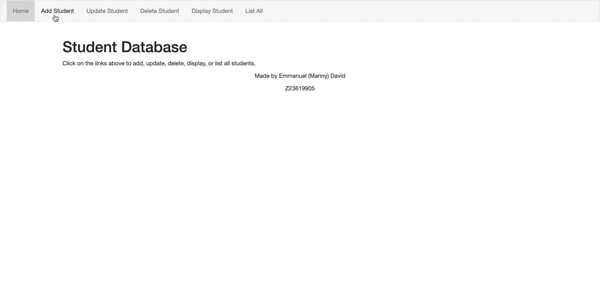 Home Add Student Update Student Delete Student Display Student List All
Student Database
Click on the links above to add, update, delete, display, or list all students.
Made by Emmanuel (Manny) David
Z23619905